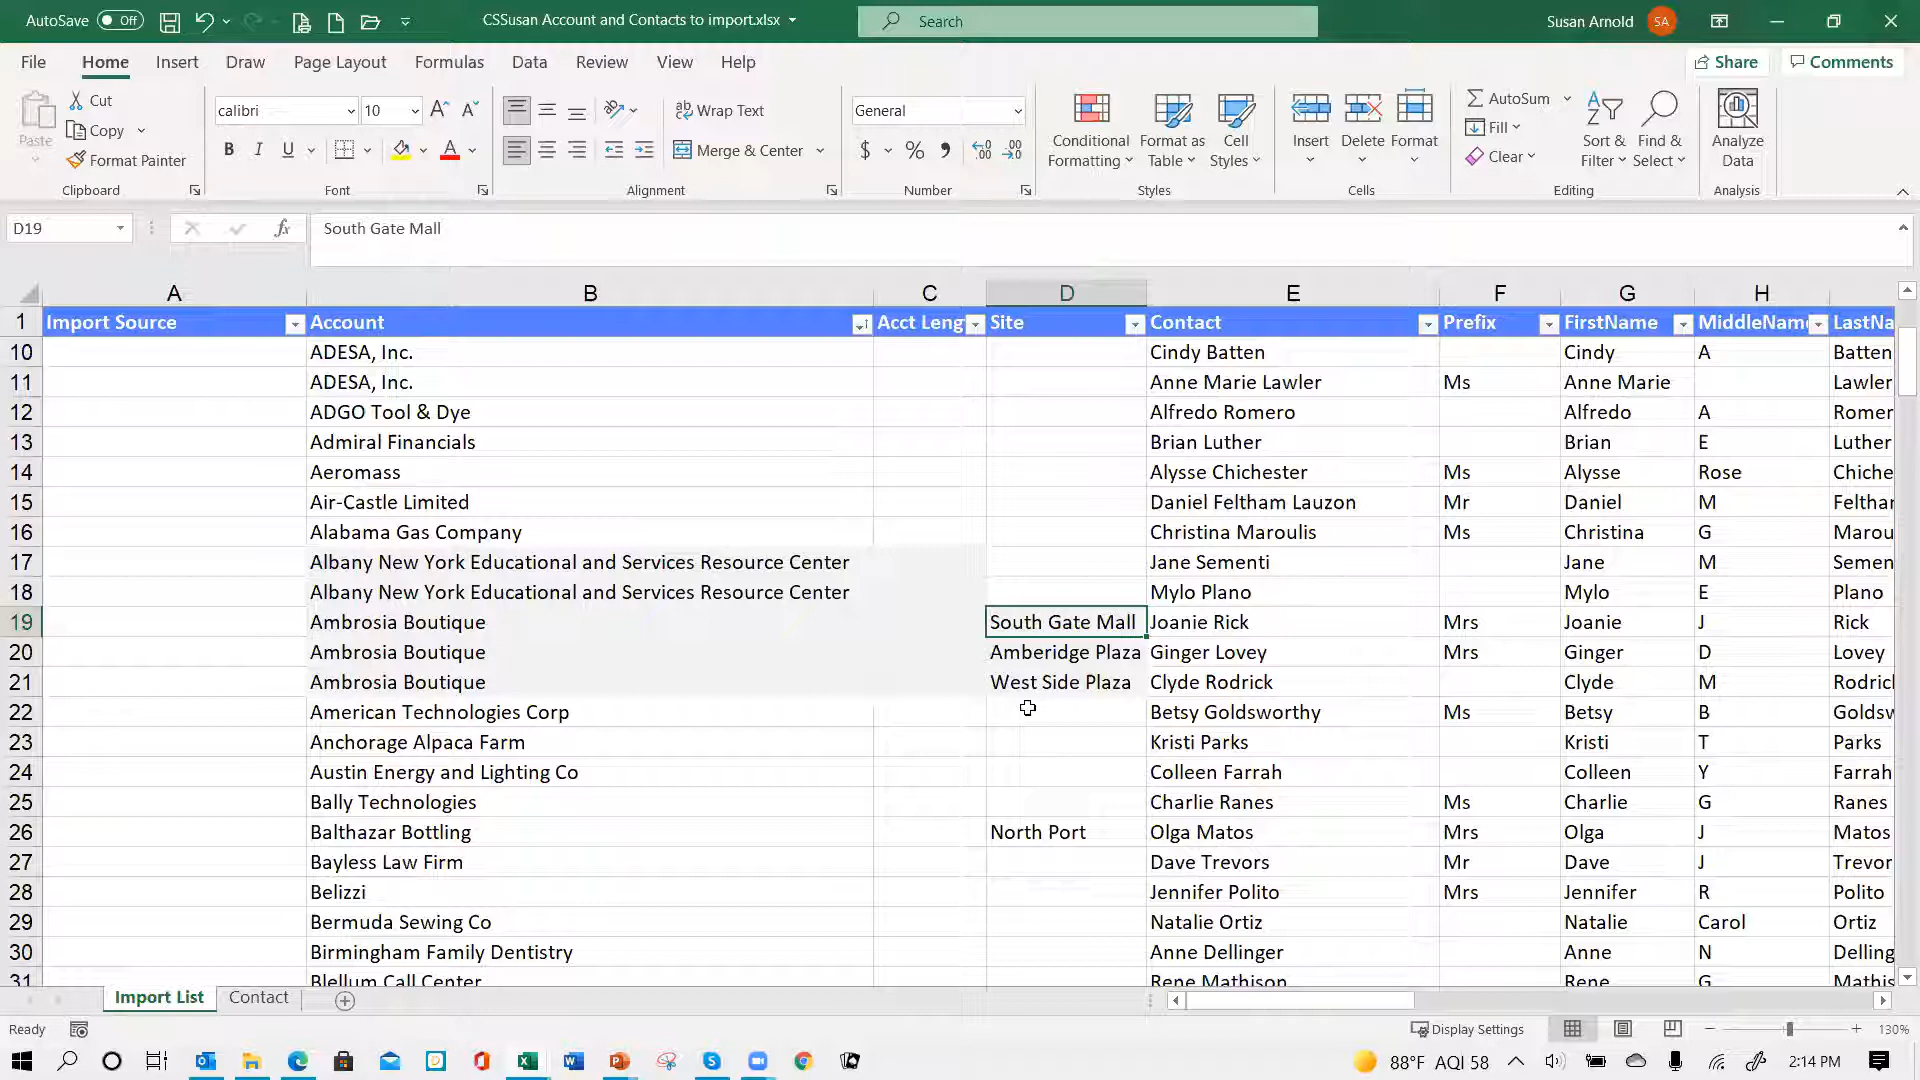 AutoSave Off CSSusan Account and Contacts to import.xlsx Search Susan Arnold SA
File Home Insert Draw Page Layout Formulas Data Review View Help Share Comments
Paste Cut Copy Format Painter Clipboard
calibri 10 B I U A Font
ab Wrap Text Merge & Center Alignment
General $ % Number
Conditional Formatting Format as Table Cell Styles Styles
Insert Delete Format Cells
AutoSum Fill Clear Sort & Filter Find & Select Editing
Analyze Data Analysis
D19 fx South Gate Mall
A B C D E F G H
1 Import Source Account Acct Leng Site Contact Prefix FirstName MiddleName LastNa
10 ADESA, Inc. Cindy Batten Cindy A Batten
11 ADESA, Inc. Anne Marie Lawler Ms Anne Marie Lawler
12 ADGO Tool & Dye Alfredo Romero Alfredo A Romer
13 Admiral Financials Brian Luther Brian E Luther
14 Aeromass Alysse Chichester Ms Alysse Rose Chiche
15 Air-Castle Limited Daniel Feltham Lauzon Mr Daniel M Feltham
16 Alabama Gas Company Christina Maroulis Ms Christina G Marou
17 Albany New York Educational and Services Resource Center Jane Sementi Jane M Semen
18 Albany New York Educational and Services Resource Center Mylo Plano Mylo E Plano
19 Ambrosia Boutique South Gate Mall Joanie Rick Mrs Joanie J Rick
20 Ambrosia Boutique Amberidge Plaza Ginger Lovey Mrs Ginger D Lovey
21 Ambrosia Boutique West Side Plaza Clyde Rodrick Clyde M Rodrick
22 American Technologies Corp Betsy Goldsworthy Ms Betsy B Goldsw
23 Anchorage Alpaca Farm Kristi Parks Kristi T Parks
24 Austin Energy and Lighting Co Colleen Farrah Colleen Y Farrah
25 Bally Technologies Charlie Ranes Ms Charlie G Ranes
26 Balthazar Bottling North Port Olga Matos Mrs Olga J Matos
27 Bayless Law Firm Dave Trevors Mr Dave J Trevor
28 Belizzi Jennifer Polito Mrs Jennifer R Polito
29 Bermuda Sewing Co Natalie Ortiz Natalie Carol Ortiz
30 Birmingham Family Dentistry Anne Dellinger Anne N Delling
31 Blellum Call Center Rene Mathison Rene G Mathis
Import List Contact
Ready Display Settings 130%
88°F AQI 58 2:14 PM